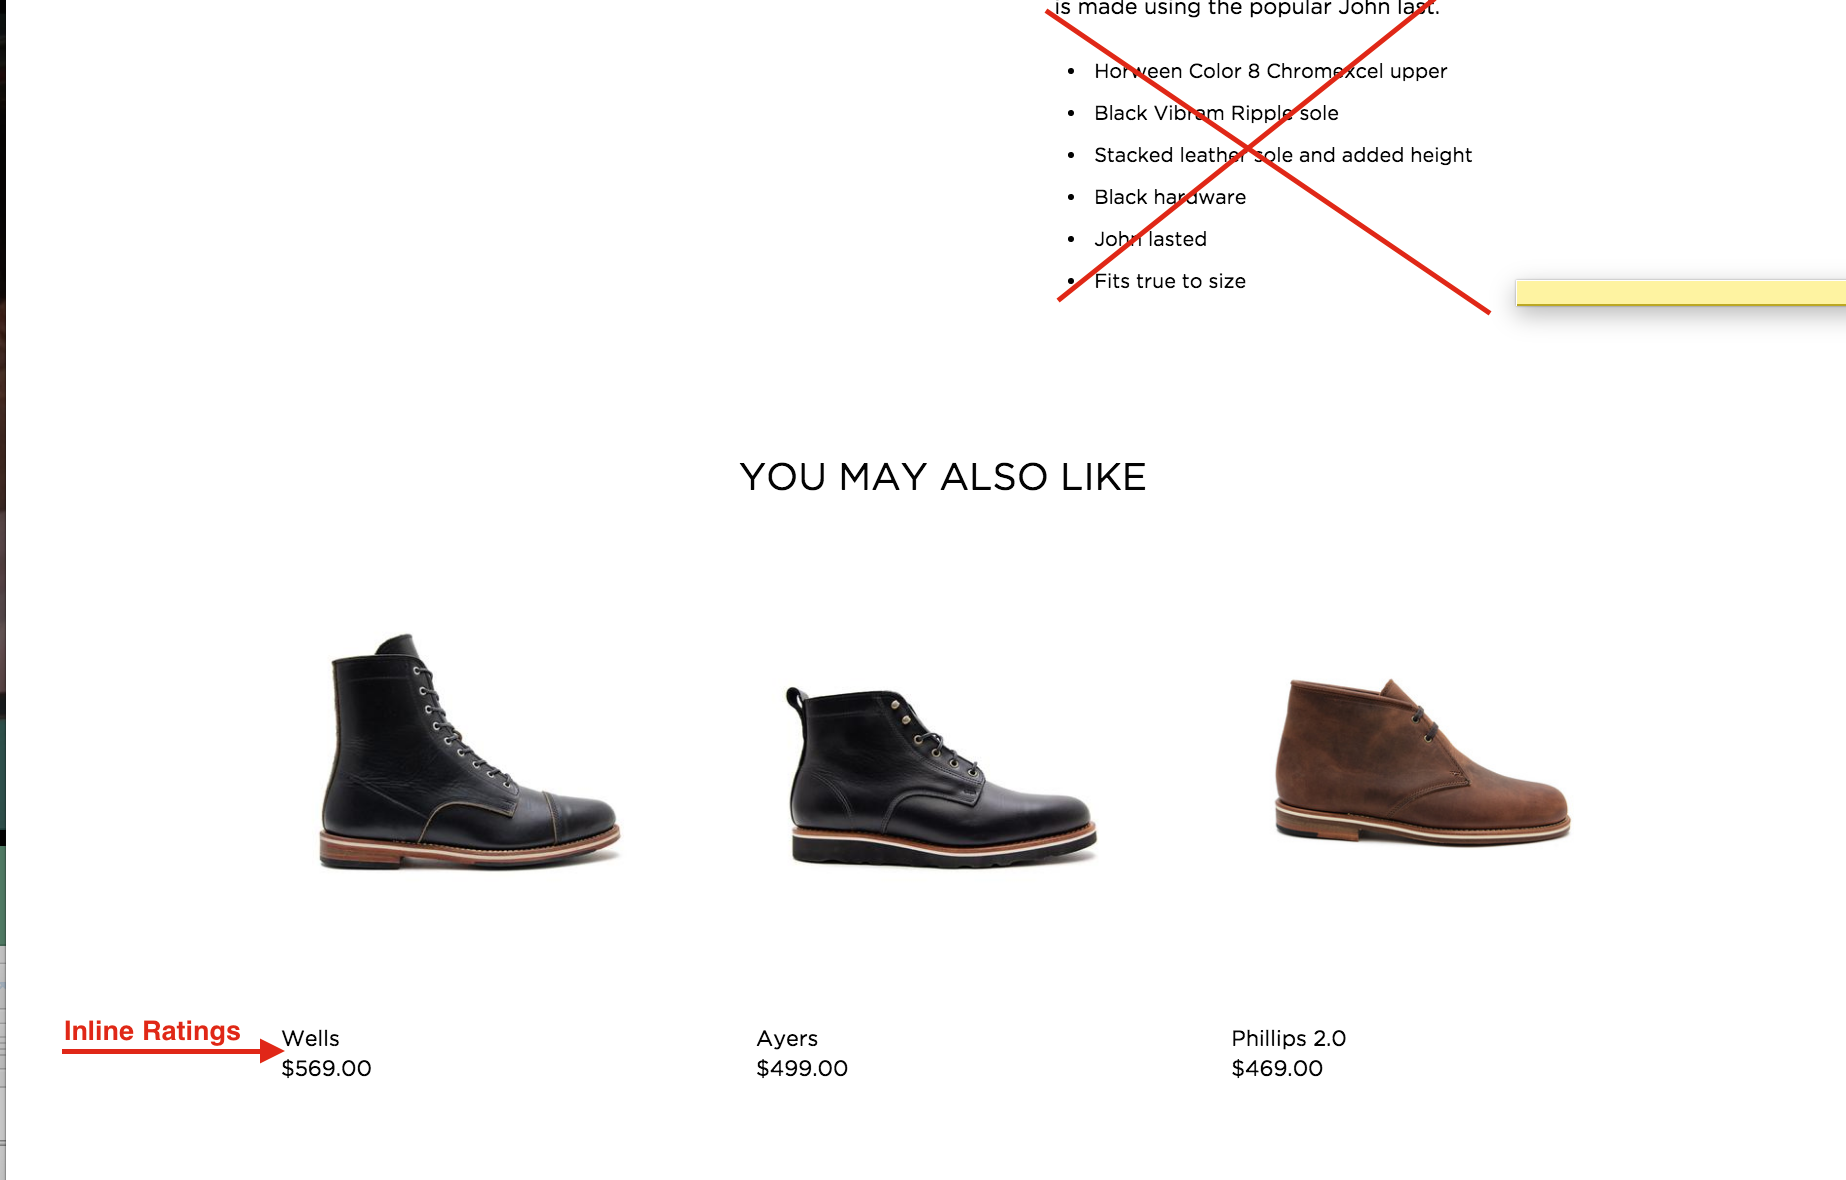 is made using the popular John last.
• Horween Color 8 Chromexcel upper
• Black Vibram Ripple sole
• Stacked leather sole and added height
• Black hardware
• John lasted
• Fits true to size
YOU MAY ALSO LIKE
Inline Ratings
Wells
$569.00
Ayers
$499.00
Phillips 2.0
$469.00